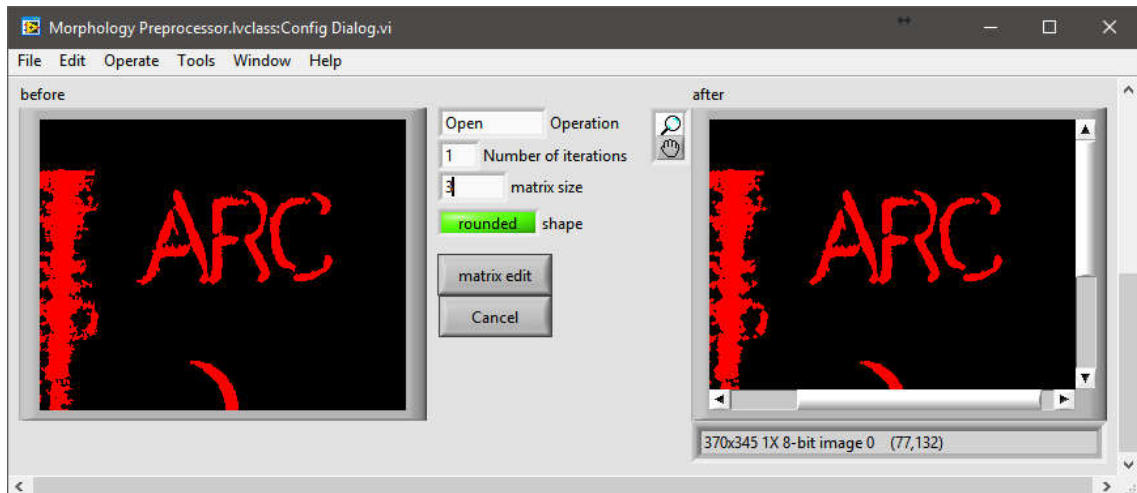 Morphology Preprocessor.lvclass:Config Dialog.vi
File Edit Operate Tools Window Help
before
Open Operation
1 Number of iterations
3 matrix size
rounded shape
matrix edit
Cancel
after
ARC
ARC
370x345 1X 8-bit image 0 (77,132)